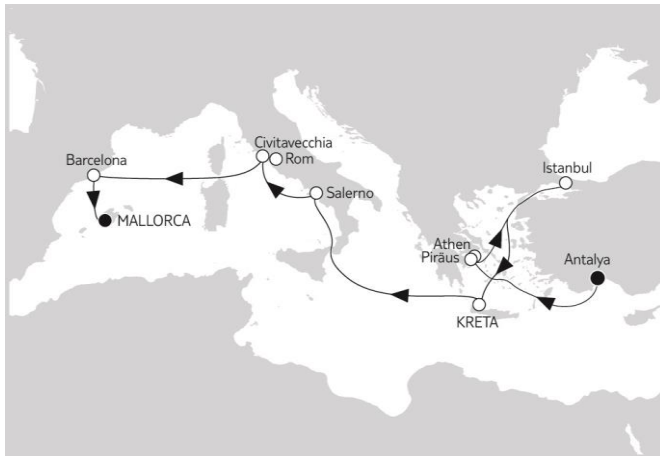 Civitavecchia
Rom
Barcelona
Istanbul
Salerno
MALLORCA
Athen
Piräus
Antalya
KRETA